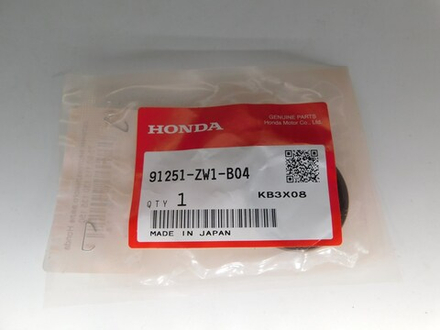 GENUINE PARTS
Honda Motor Co., Ltd.
HONDA
91251-ZW1-B04
QTY 1
KB3X08
MADE IN JAPAN